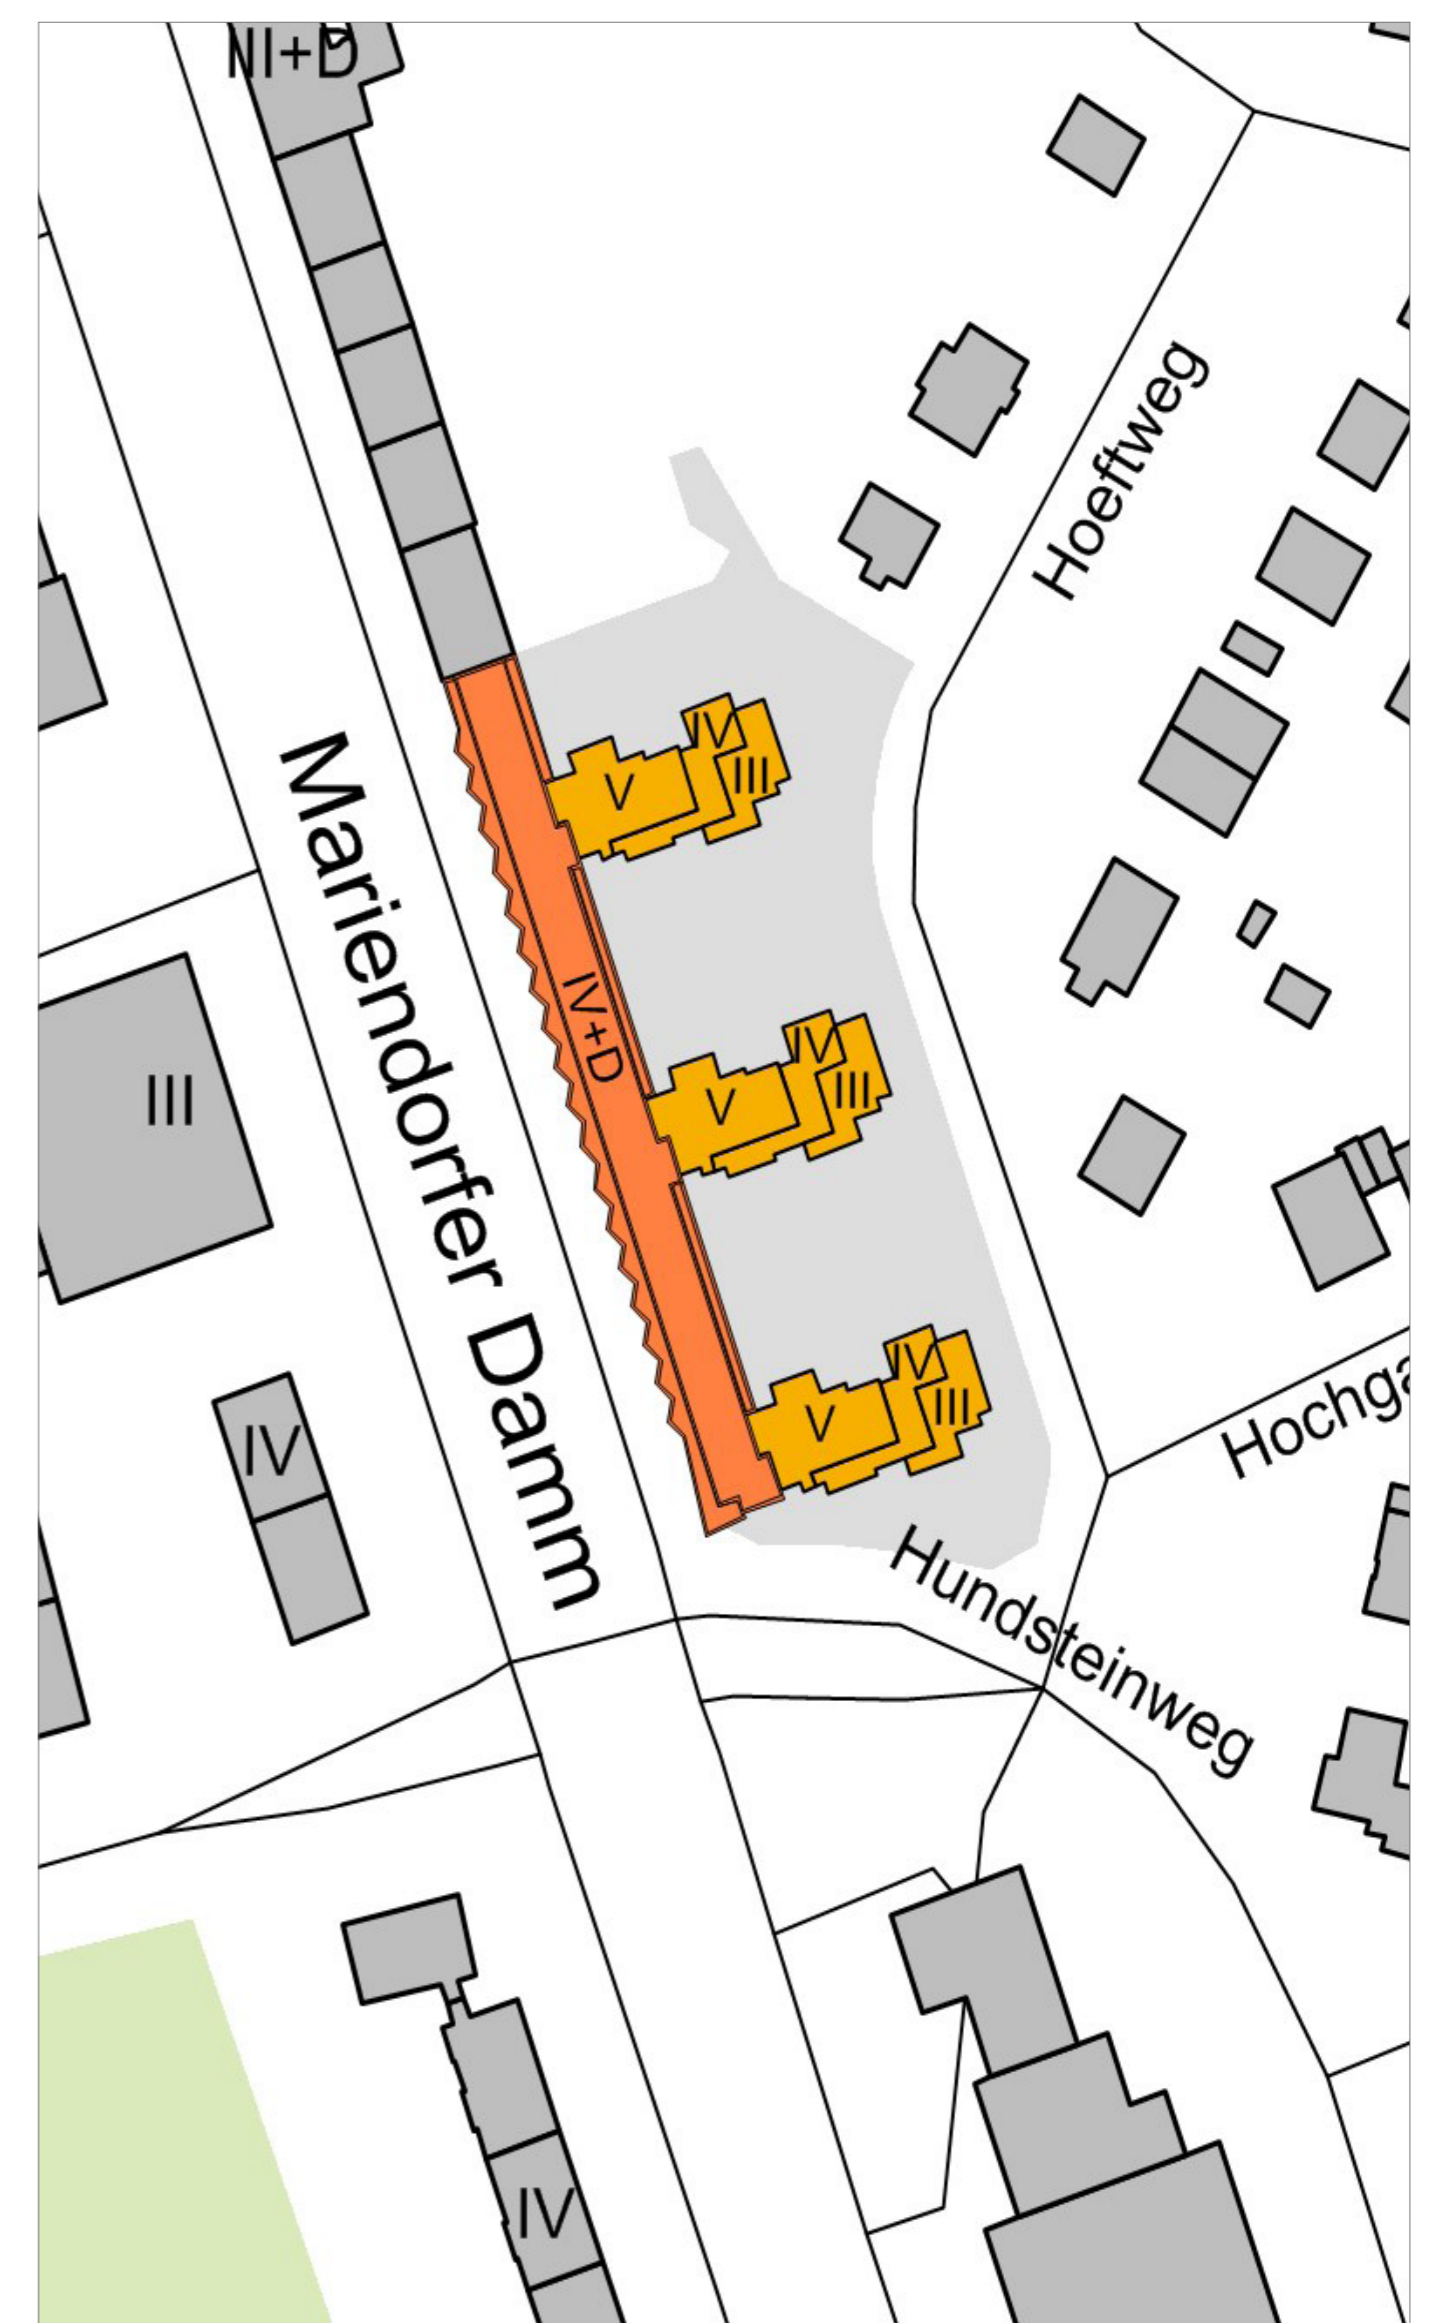 III+D
Hoeftweg
IV
III
V
Mariendorfer Damm
IV+D
IV
III
V
III
IV
III
V
Hochga
IV
Hundsteinweg
IV